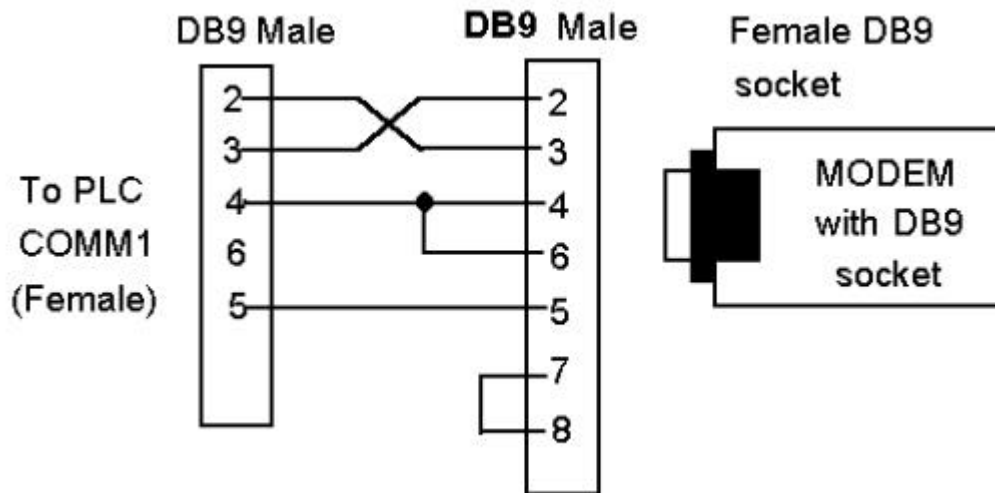 DB9 Male
DB9 Male
Female DB9
socket
To PLC
COMM1
(Female)
2
3
4
6
5
2
3
4
6
5
7
8
MODEM
with DB9
socket